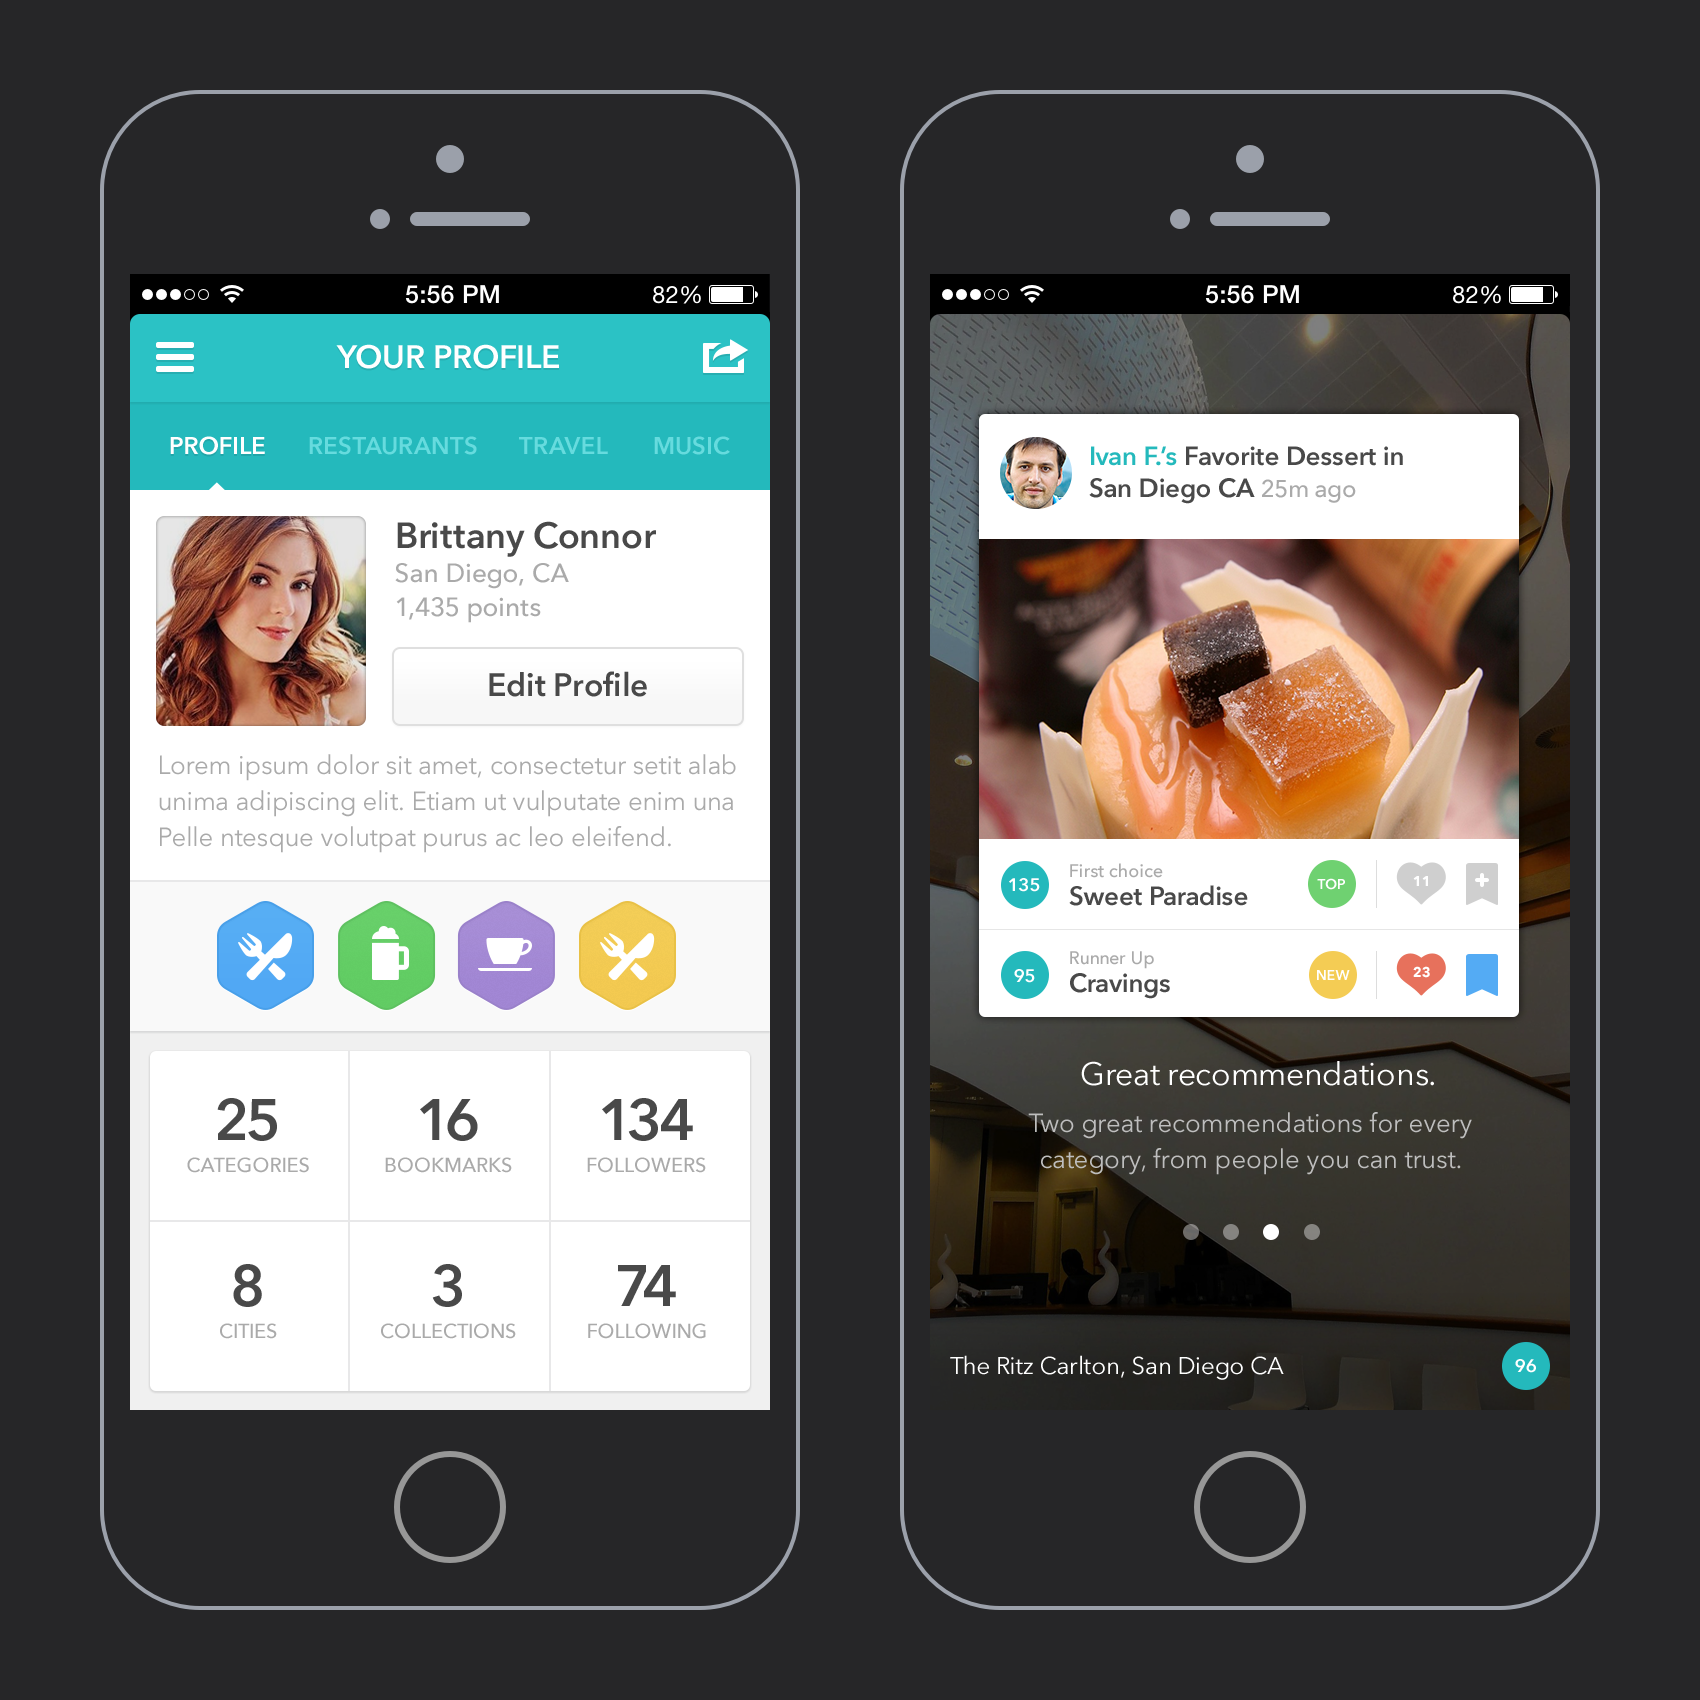 5:56 PM
82%
YOUR PROFILE
PROFILE
RESTAURANTS
TRAVEL
MUSIC
Brittany Connor
San Diego, CA
1,435 points
Edit Profile
Lorem ipsum dolor sit amet, consectetur setit alab
unima adipiscing elit. Etiam ut vulputate enim una
Pelle ntesque volutpat purus ac leo eleifend.
25
CATEGORIES
16
BOOKMARKS
134
FOLLOWERS
8
CITIES
3
COLLECTIONS
74
FOLLOWING
5:56 PM
82%
Ivan F.'s Favorite Dessert in
San Diego CA 25m ago
135
First choice
Sweet Paradise
TOP
11
95
Runner Up
Cravings
NEW
23
Great recommendations.
Two great recommendations for every
category, from people you can trust.
The Ritz Carlton, San Diego CA
96